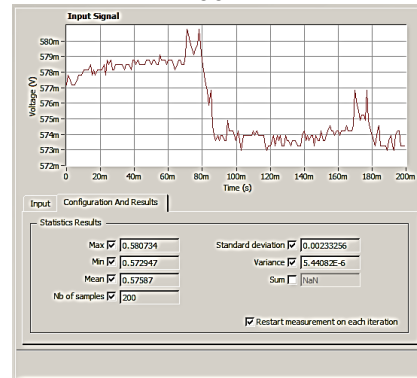 Input Signal
Voltage (V)
580m
579m
578m
577m
576m
575m
574m
573m
572m
0 20m 40m 60m 80m 100m 120m 140m 160m 180m 200m
Time (s)
Input Configuration And Results
Statistics Results
Max 0.580734 Standard deviation 0.00233256
Min 0.572947 Variance 5.44082E-6
Mean 0.57587 Sum NaN
Nb of samples 200
Restart measurement on each iteration